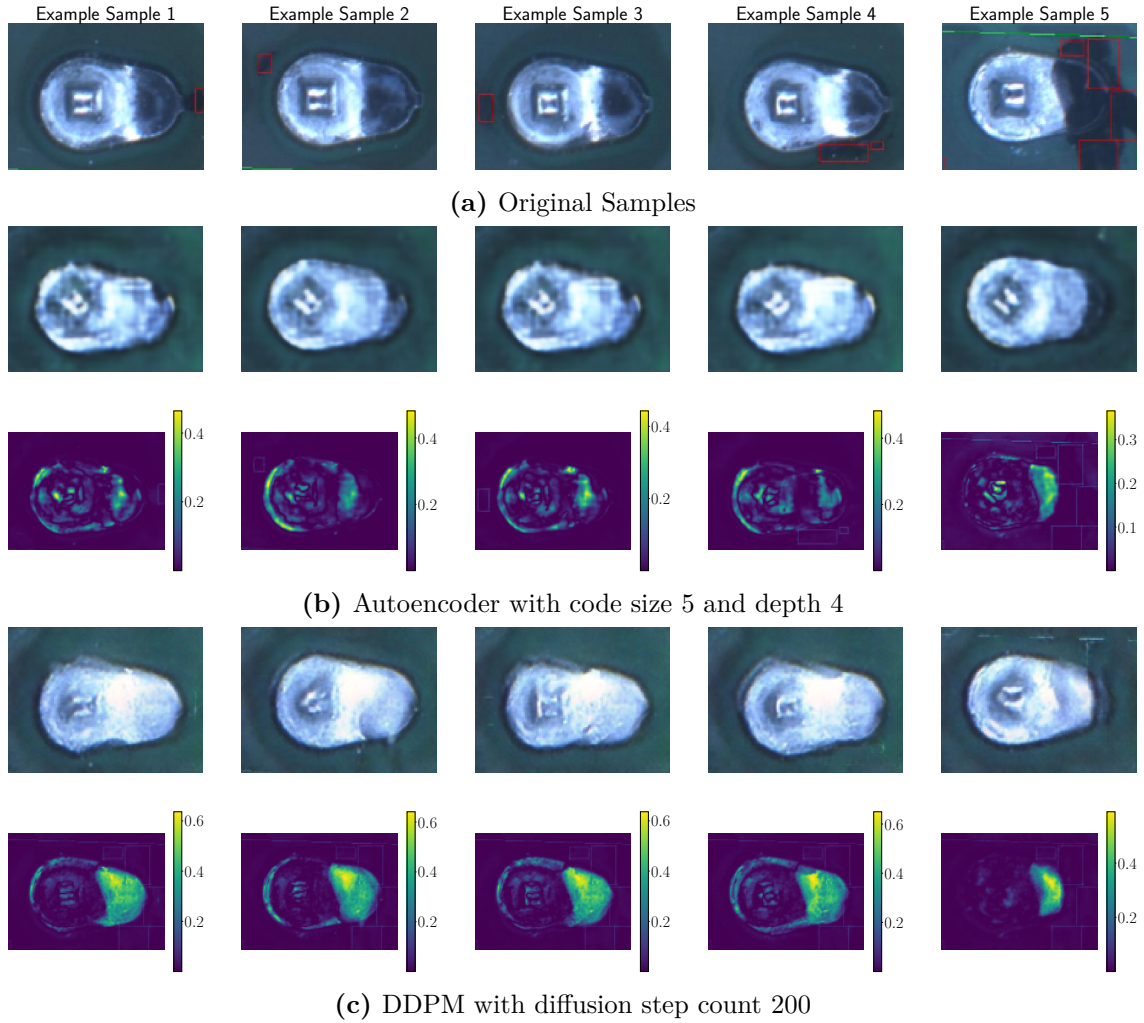 Example Sample 1 Example Sample 2 Example Sample 3 Example Sample 4 Example Sample 5
(a) Original Samples
0.4 0.4 0.4 0.4 0.3
0.2 0.2 0.2 0.2 0.2
0.1
(b) Autoencoder with code size 5 and depth 4
0.6 0.6 0.6 0.6 0.4
0.4 0.4 0.4 0.4 0.2
0.2 0.2 0.2 0.2
(c) DDPM with diffusion step count 200